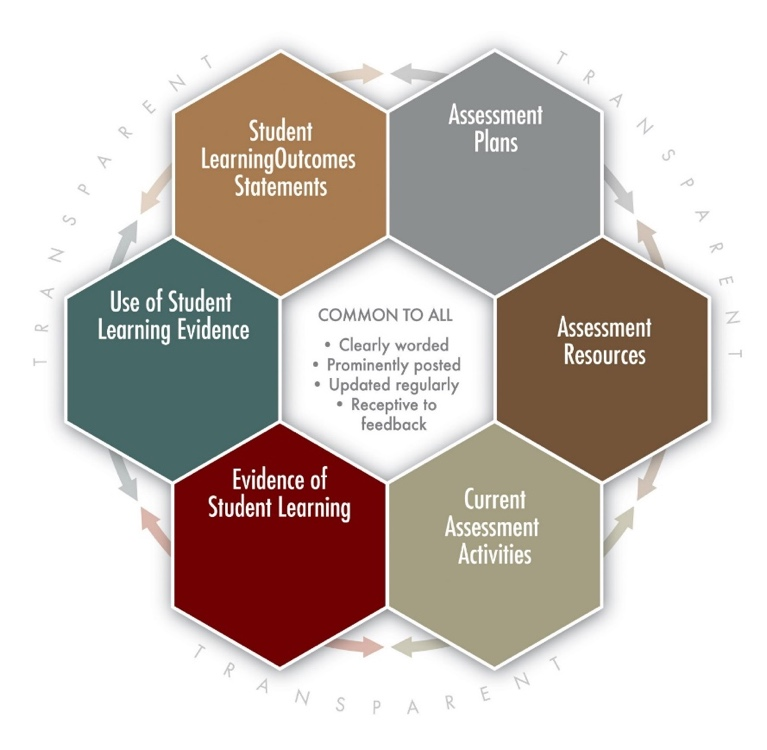 TRANSPARENT
TRANSPARENT
Student
LearningOutcomes
Statements
Assessment
Plans
Use of Student
Learning Evidence
COMMON TO ALL
• Clearly worded
• Prominently posted
• Updated regularly
• Receptive to
feedback
Assessment
Resources
Evidence of
Student Learning
Current
Assessment
Activities
TRANSPARENT